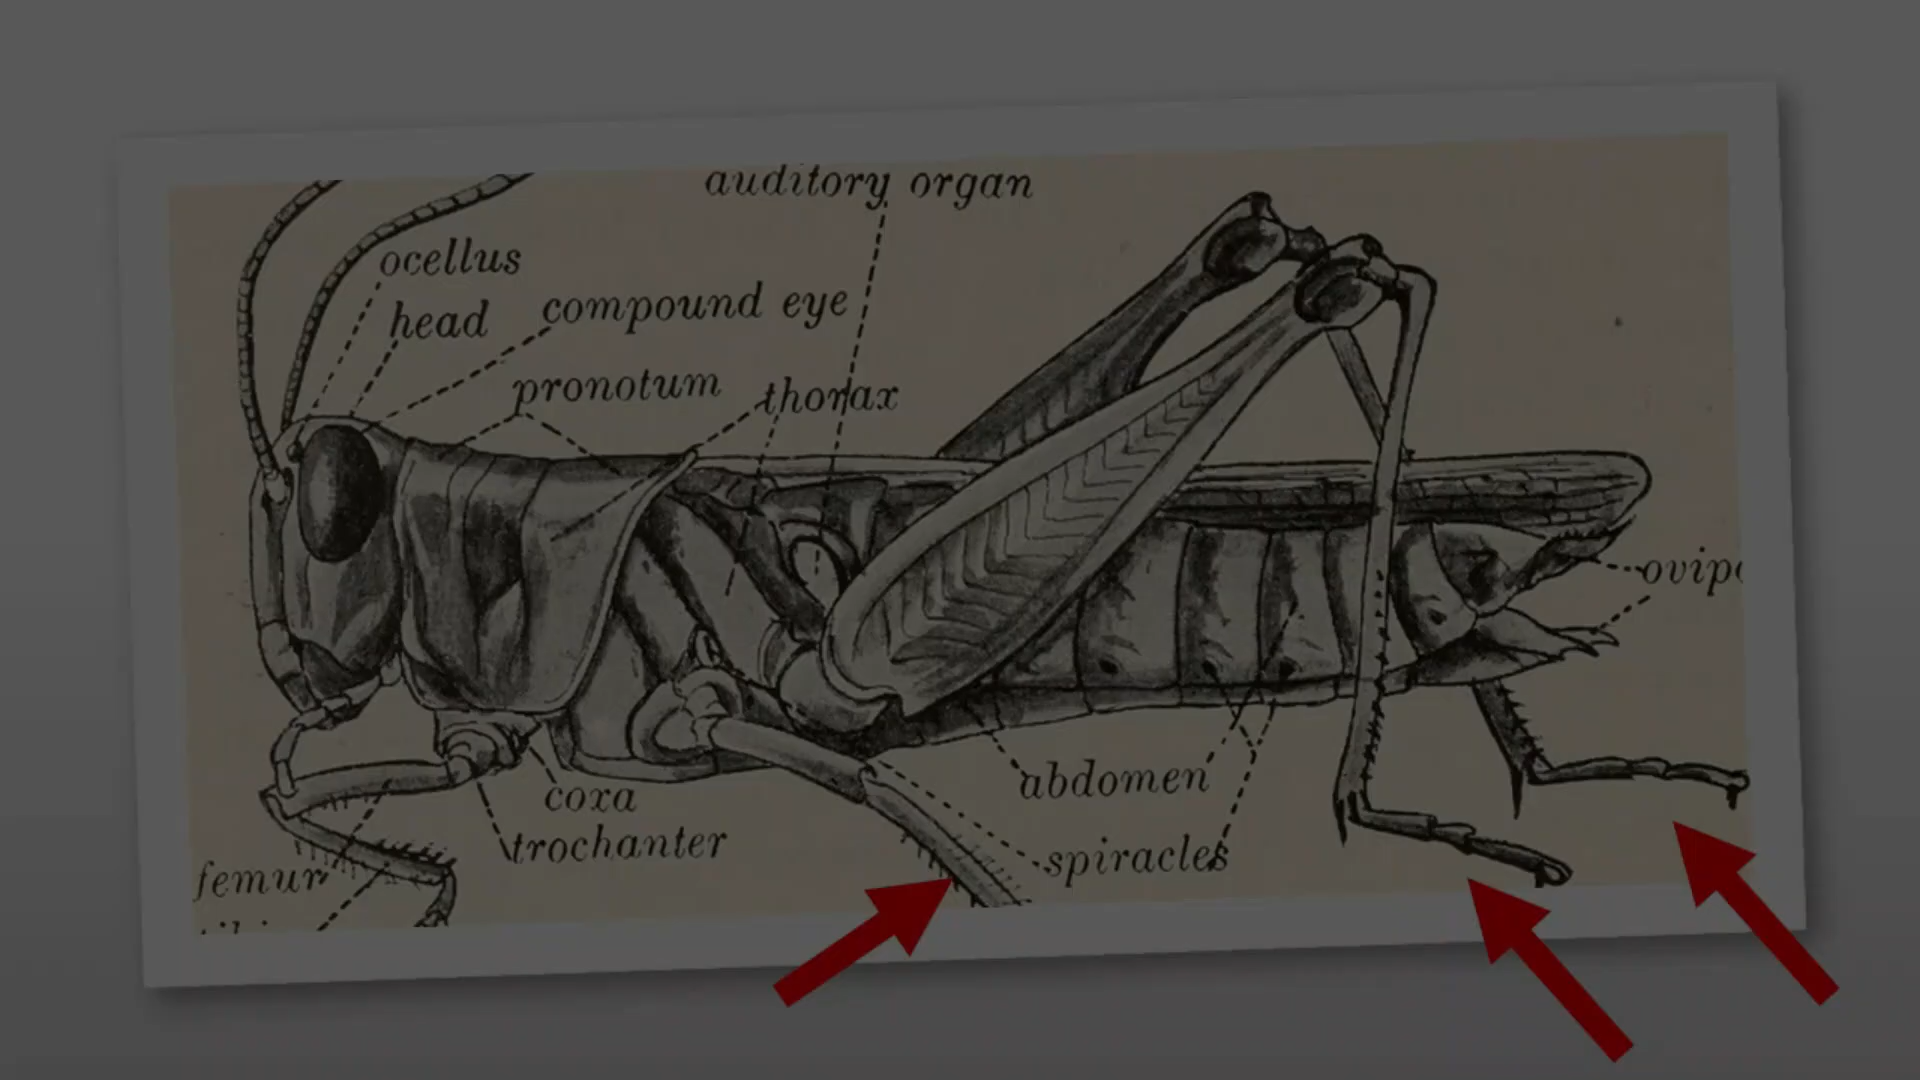 auditory organ
ocellus
head
compound eye
pronotum
thorax
ovipo
abdomen
coxa
trochanter
spiracles
femur